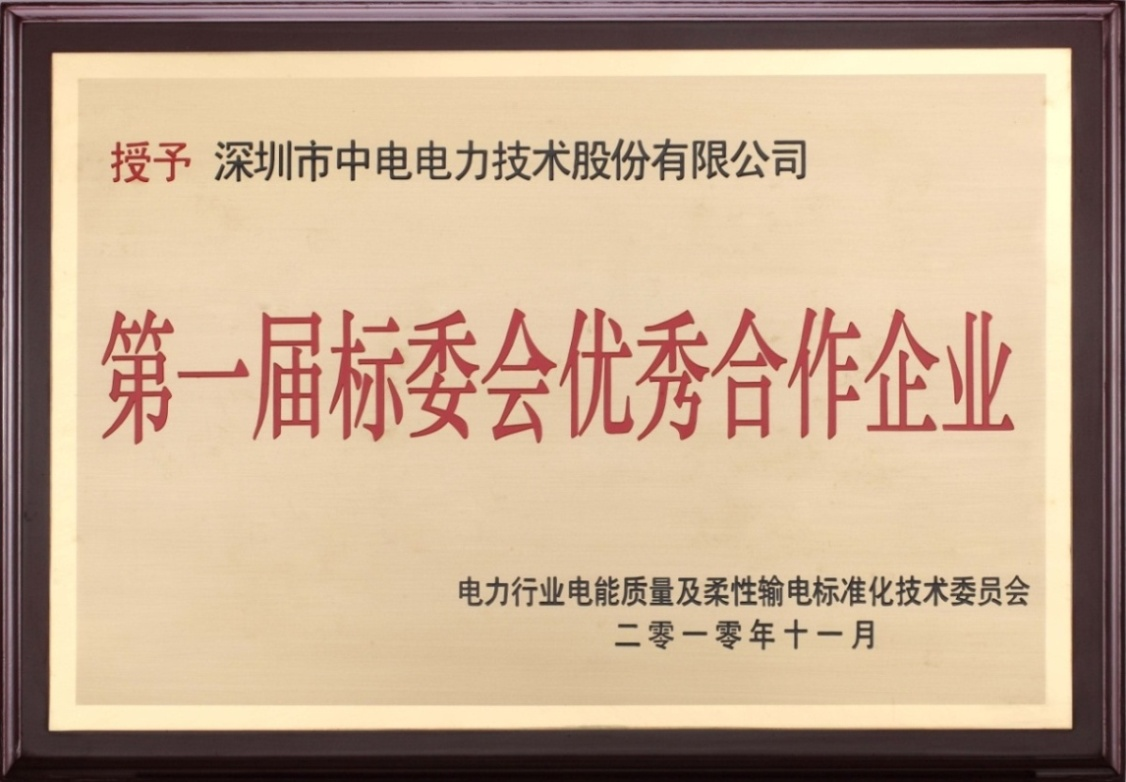 授予 深圳市中电电力技术股份有限公司
第一届标委会优秀合作企业
电力行业电能质量及柔性输电标准化技术委员会
二零一零年十一月